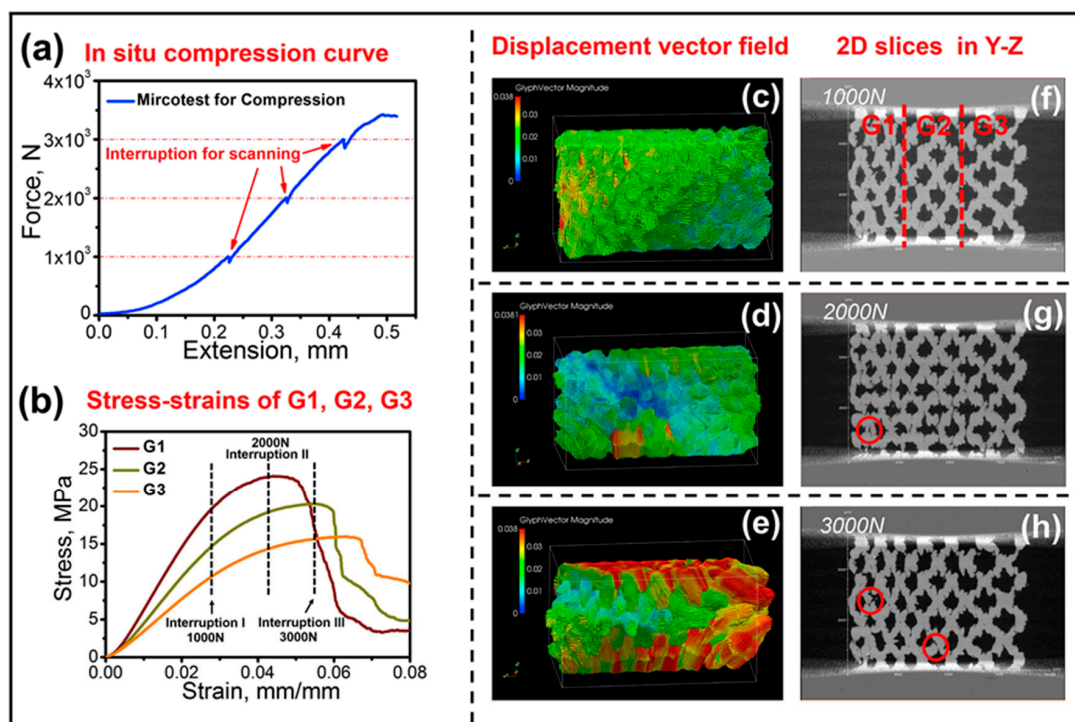 (a) In situ compression curve
4x10³
Mircotest for Compression
3x10³
Interruption for scanning
2x10³
1x10³
0
0.0 0.1 0.2 0.3 0.4 0.5
Force, N
Extension, mm
(b) Stress-strains of G1, G2, G3
30
25
20
15
10
5
0
G1
G2
G3
2000N
Interruption II
Interruption I
1000N
Interruption III
3000N
0.00 0.02 0.04 0.06 0.08
Stress, MPa
Strain, mm/mm
Displacement vector field
GlyphVector Magnitude
(c)
0.038
0.03
0.02
0.01
0
GlyphVector Magnitude
(d)
0.0381
0.03
0.02
0.01
0
GlyphVector Magnitude
(e)
0.038
0.03
0.02
0.01
0
2D slices in Y-Z
1000N
(f)
G1 G2 G3
2000N
(g)
3000N
(h)